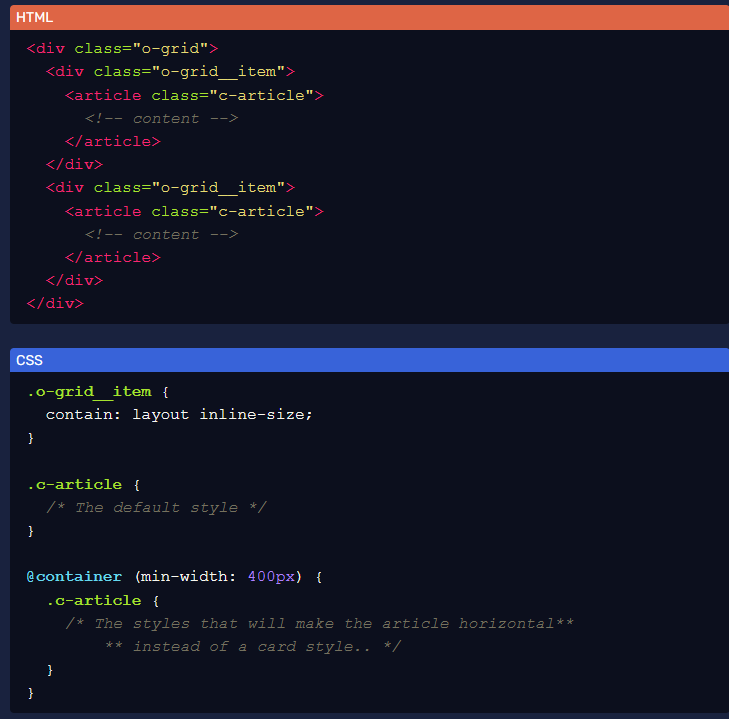 HTML
<div class="o-grid">
  <div class="o-grid__item">
    <article class="c-article">
      <!-- content -->
    </article>
  </div>
  <div class="o-grid__item">
    <article class="c-article">
      <!-- content -->
    </article>
  </div>
</div>
CSS
.o-grid__item {
  contain: layout inline-size;
}
.c-article {
  /* The default style */
}
@container (min-width: 400px) {
  .c-article {
    /* The styles that will make the article horizontal**
        ** instead of a card style.. */
  }
}